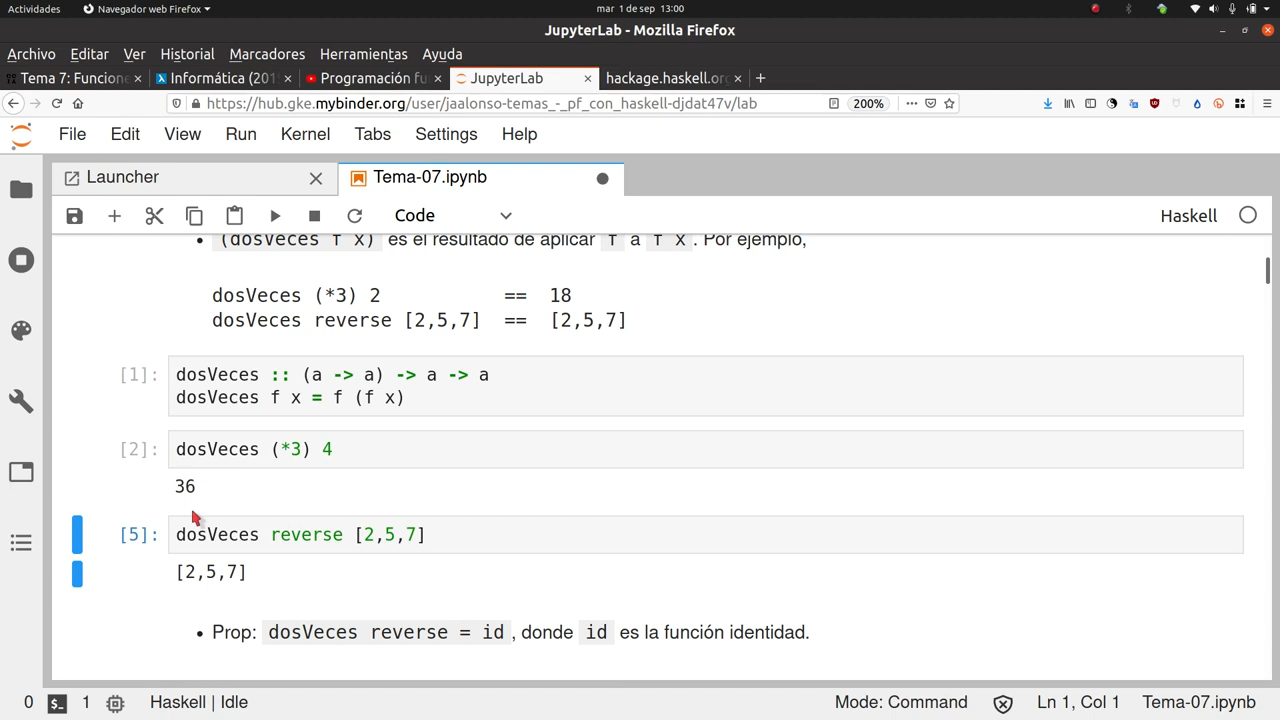 Actividades Navegador web Firefox mar 1 de sep 13:00
JupyterLab - Mozilla Firefox
Archivo Editar Ver Historial Marcadores Herramientas Ayuda
Tema 7: Funcione Informática (201 Programación fu JupyterLab hackage.haskell.org
https://hub.gke.mybinder.org/user/jaalonso-temas_-_pf_con_haskell-djdat47v/lab 200%
File Edit View Run Kernel Tabs Settings Help
Launcher Tema-07.ipynb
Code Haskell
(dosVeces f x) es el resultado de aplicar f a f x. Por ejemplo,
dosVeces (*3) 2 == 18
dosVeces reverse [2,5,7] == [2,5,7]
[1]: dosVeces :: (a -> a) -> a -> a
dosVeces f x = f (f x)
[2]: dosVeces (*3) 4
36
[5]: dosVeces reverse [2,5,7]
[2,5,7]
• Prop: dosVeces reverse = id, donde id es la función identidad.
0 1 Haskell | Idle Mode: Command Ln 1, Col 1 Tema-07.ipynb